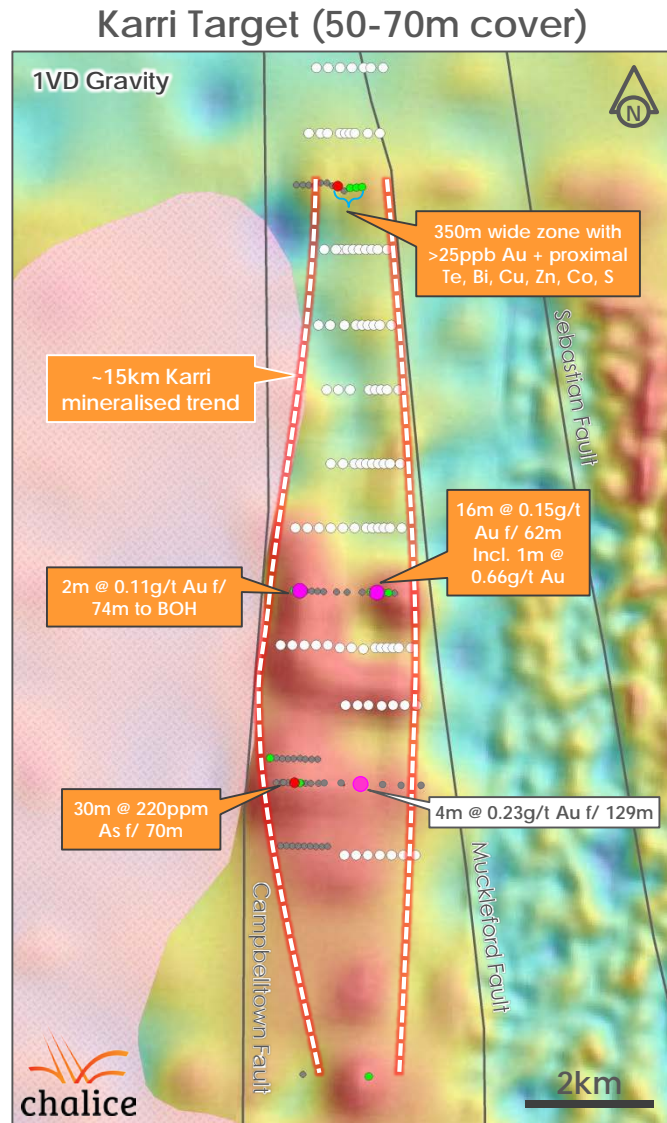 Karri Target (50-70m cover)
1VD Gravity
N
350m wide zone with
>25ppb Au + proximal
Te, Bi, Cu, Zn, Co, S
Sebastian Fault
~15km Karri
mineralised trend
16m @ 0.15g/t
Au f/ 62m
Incl. 1m @
0.66g/t Au
2m @ 0.11g/t Au f/
74m to BOH
30m @ 220ppm
As f/ 70m
4m @ 0.23g/t Au f/ 129m
Campbelltown Fault
Muckleford Fault
chalice
2km